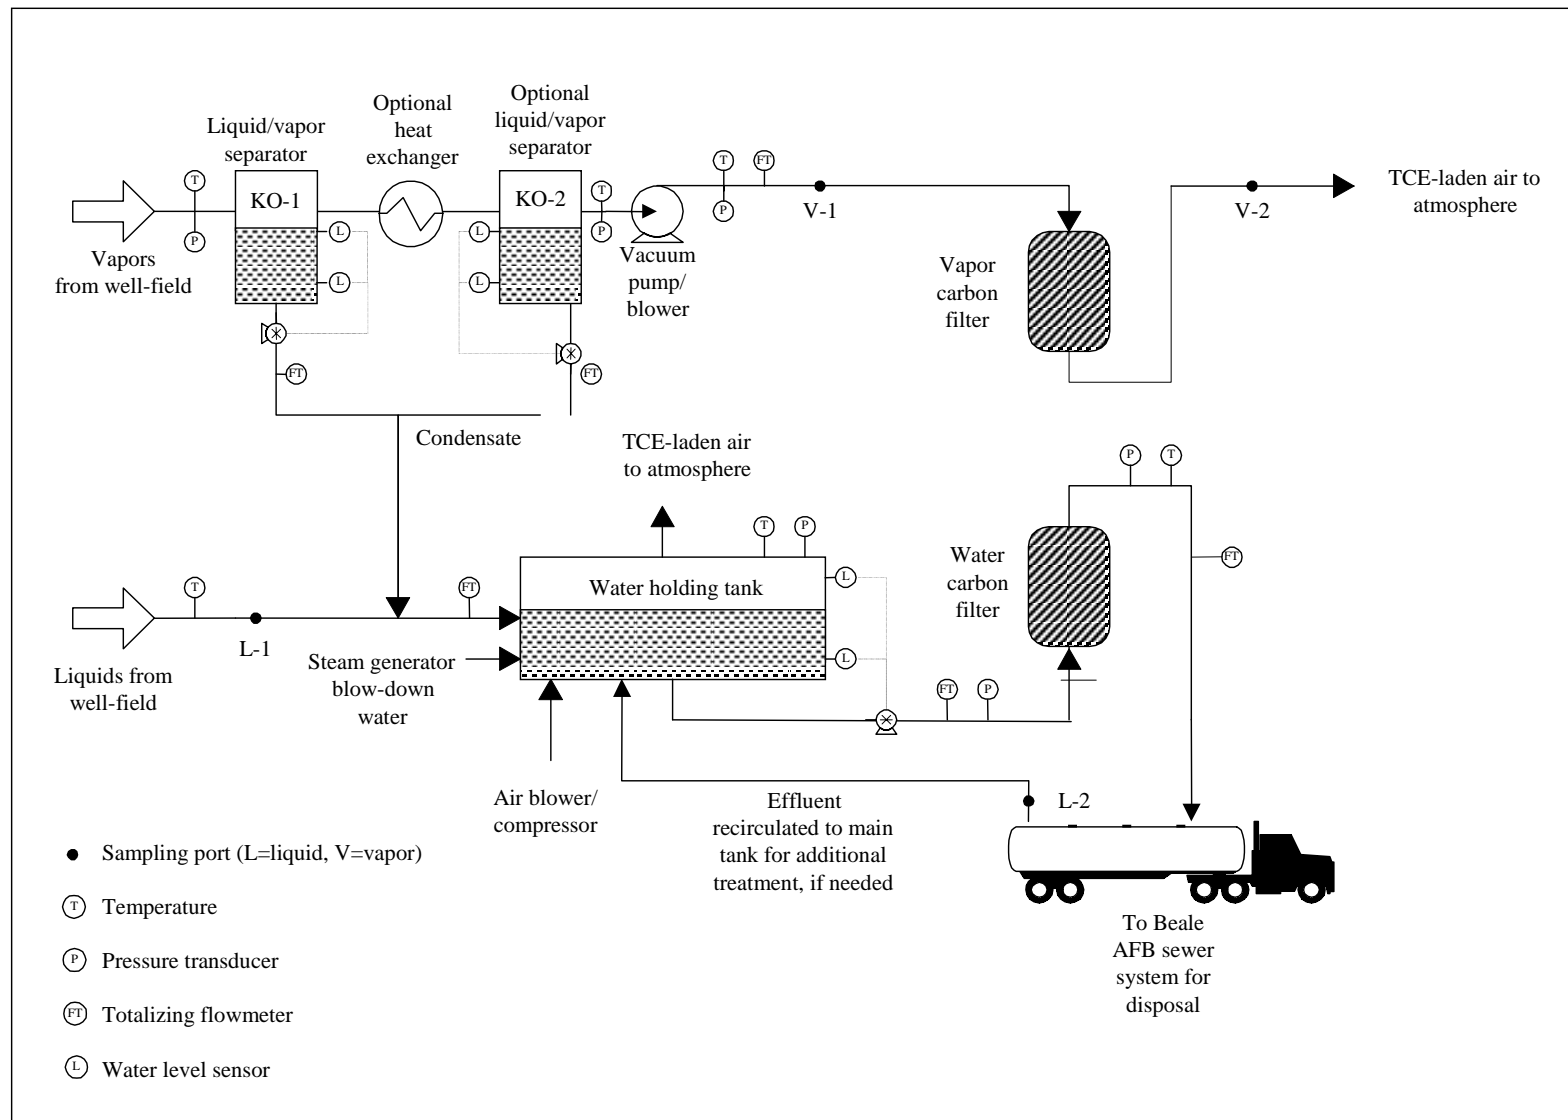 Optional
liquid/vapor
separator
Optional
heat
exchanger
Liquid/vapor
separator
KO-1
KO-2
T
P
L
L
FT
L
L
FT
T
P
T
P
FT
V-1
V-2
TCE-laden air to
atmosphere
Vapors
from well-field
Vacuum
pump/
blower
Vapor
carbon
filter
Condensate
TCE-laden air
to atmosphere
P
T
T
P
FT
Water
carbon
filter
T
FT
Water holding tank
L
L
L-1
Liquids from
well-field
Steam generator
blow-down
water
FT
P
Air blower/
compressor
Effluent
recirculated to main
tank for additional
treatment, if needed
L-2
To Beale
AFB sewer
system for
disposal
Sampling port (L=liquid, V=vapor)
T Temperature
P Pressure transducer
FT Totalizing flowmeter
L Water level sensor